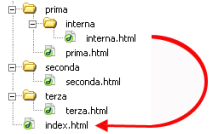 prima
interna
interna.html
prima.html
seconda
seconda.html
terza
terza.html
index.html